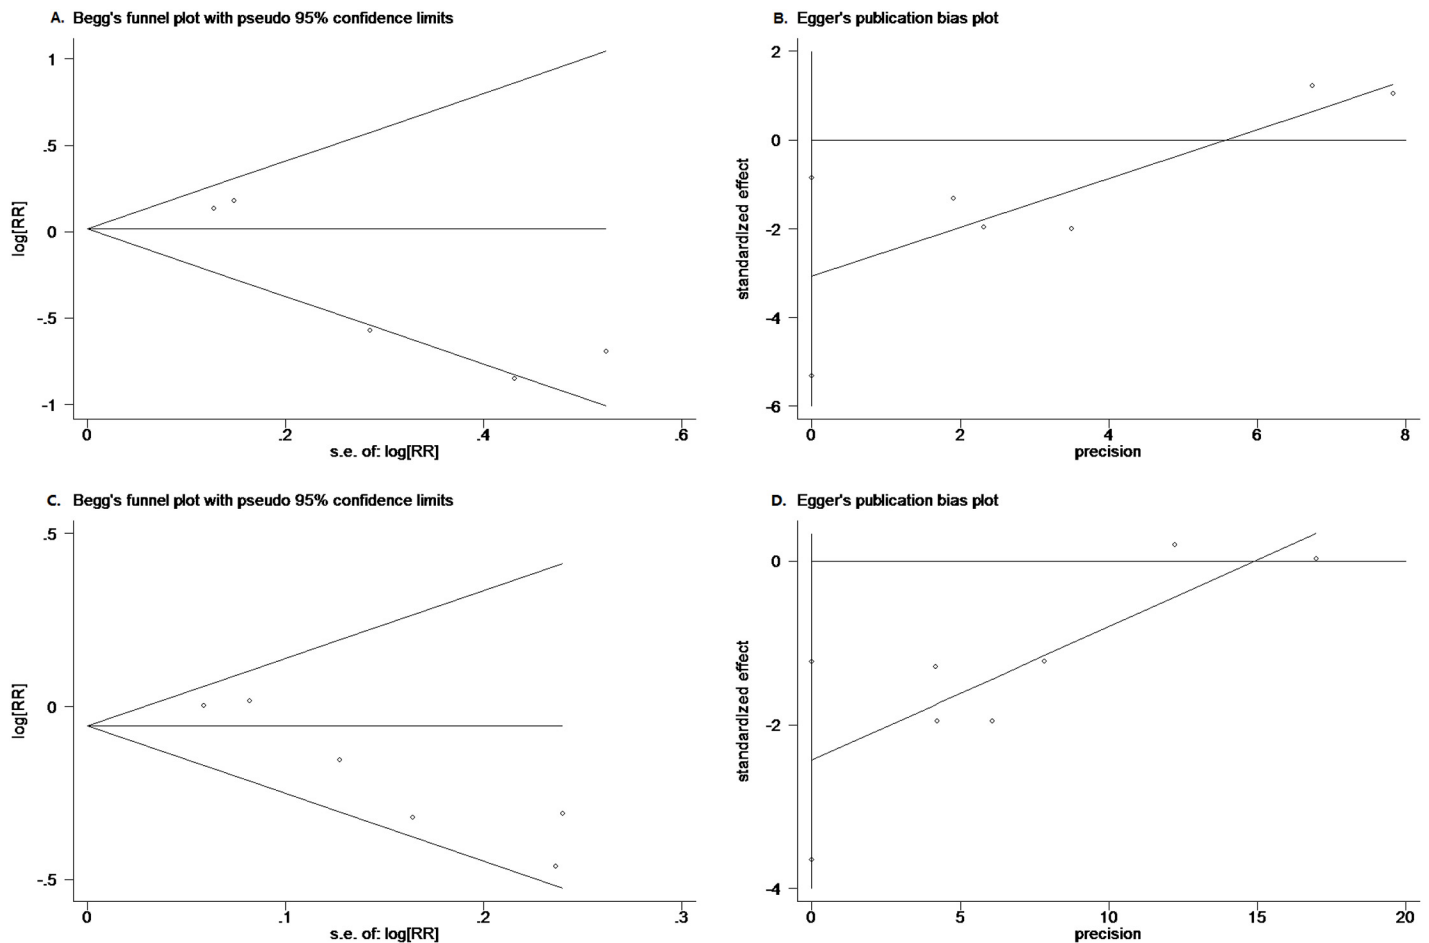 A. Begg's funnel plot with pseudo 95% confidence limits
1
.5
0
-.5
-1
log[RR]
0 .2 .4 .6
s.e. of: log[RR]
B. Egger's publication bias plot
2
0
-2
-4
-6
standardized effect
0 2 4 6 8
precision
C. Begg's funnel plot with pseudo 95% confidence limits
.5
0
-.5
log[RR]
0 .1 .2 .3
s.e. of: log[RR]
D. Egger's publication bias plot
0
-2
-4
standardized effect
0 5 10 15 20
precision